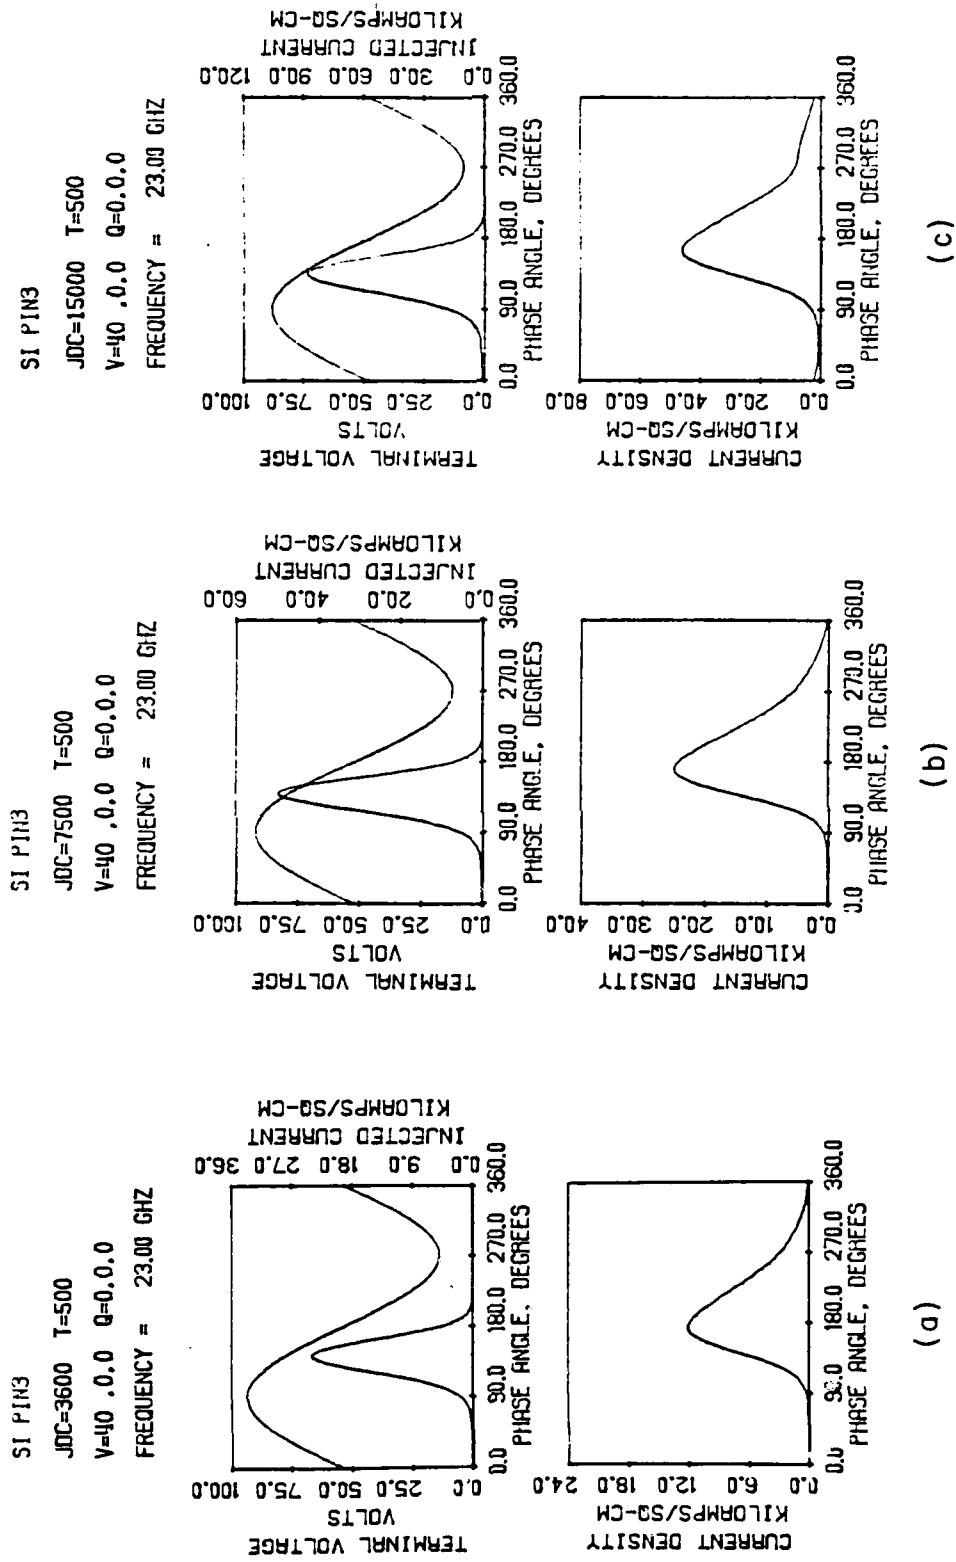 SI PIN3
JDC=3600 T=500
V=40 ,0.0 Q=0.0.0
FREQUENCY = 23.00 GHZ
TERMINAL VOLTAGE
VOLTS
100.0 75.0 50.0 25.0 0.0
INJECTED CURRENT
KILOAMPS/SQ-CM
36.0 27.0 18.0 9.0 0.0
0.0 90.0 180.0 270.0 360.0
PHASE ANGLE, DEGREES
CURRENT DENSITY
KILOAMPS/SQ-CM
24.0 18.0 12.0 6.0 0.0
0.0 90.0 180.0 270.0 360.0
PHASE ANGLE, DEGREES
(a)
SI PIN3
JDC=7500 T=500
V=40 ,0.0 Q=0.0.0
FREQUENCY = 23.00 GHZ
TERMINAL VOLTAGE
VOLTS
100.0 75.0 50.0 25.0 0.0
INJECTED CURRENT
KILOAMPS/SQ-CM
60.0 40.0 20.0 0.0
0.0 90.0 180.0 270.0 360.0
PHASE ANGLE, DEGREES
CURRENT DENSITY
KILOAMPS/SQ-CM
40.0 30.0 20.0 10.0 0.0
0.0 90.0 180.0 270.0 360.0
PHASE ANGLE, DEGREES
(b)
SI PIN3
JDC=15000 T=500
V=40 ,0.0 Q=0.0.0
FREQUENCY = 23.00 GHZ
TERMINAL VOLTAGE
VOLTS
100.0 75.0 50.0 25.0 0.0
INJECTED CURRENT
KILOAMPS/SQ-CM
120.0 90.0 60.0 30.0 0.0
0.0 90.0 180.0 270.0 360.0
PHASE ANGLE, DEGREES
CURRENT DENSITY
KILOAMPS/SQ-CM
80.0 60.0 40.0 20.0 0.0
0.0 90.0 180.0 270.0 360.0
PHASE ANGLE, DEGREES
(c)